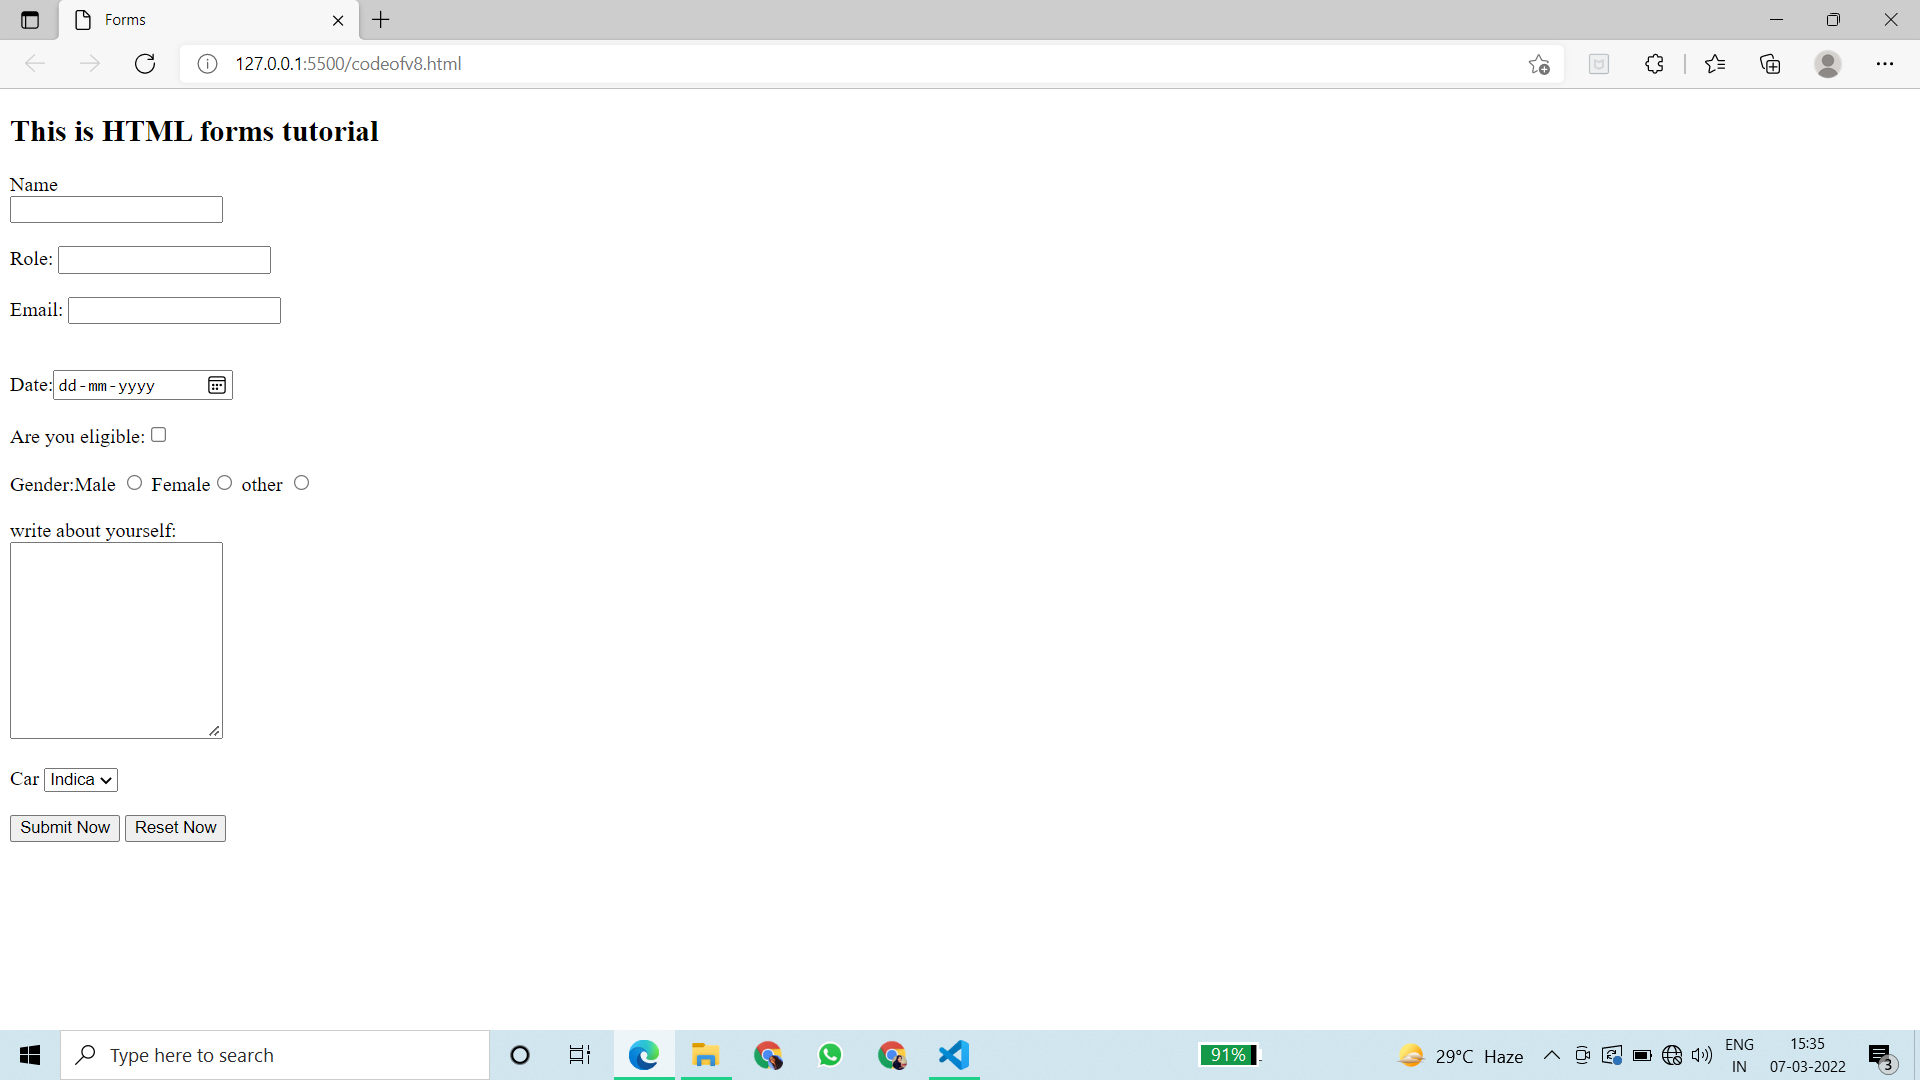 Forms
127.0.0.1:5500/codeofv8.html
This is HTML forms tutorial
Name
Role:
Email:
Date: dd-mm-yyyy
Are you eligible:
Gender:Male Female other
write about yourself:
Car Indica
Submit Now Reset Now
Type here to search
91%
29°C Haze
ENG
IN
15:35
07-03-2022
3